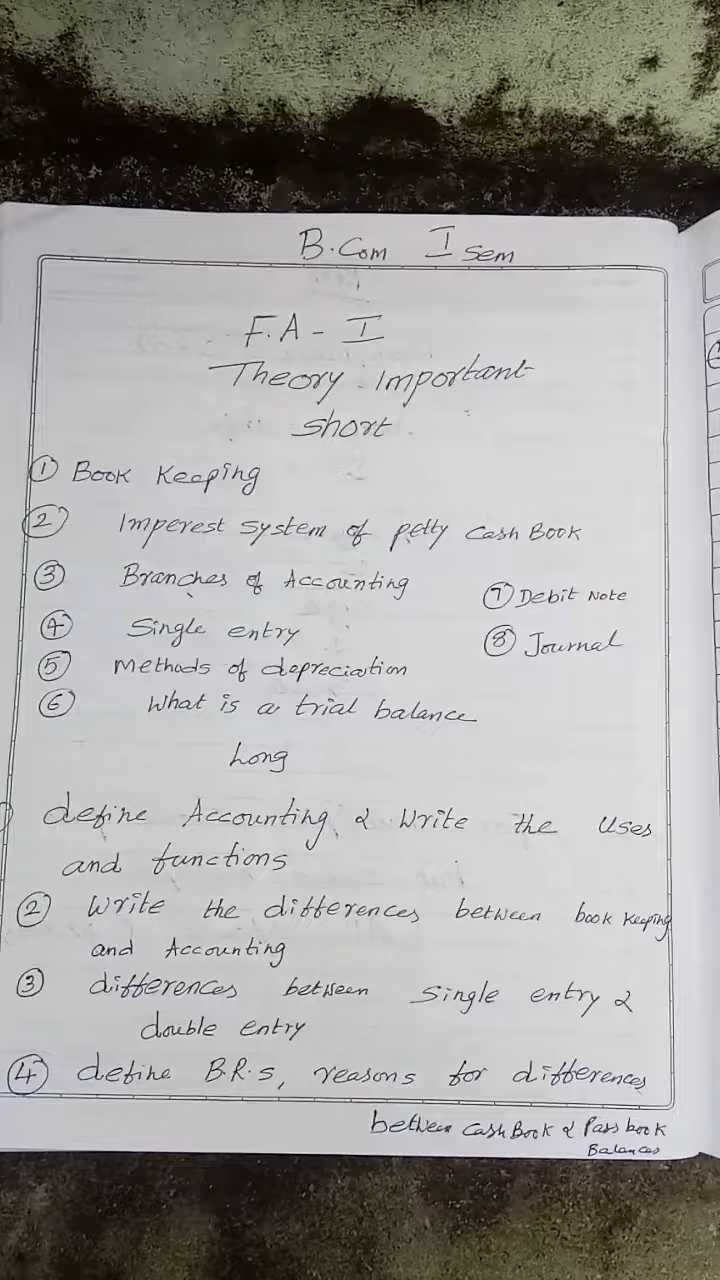 B.Com I Sem
F.A - I
Theory Important
short
① Book Keeping
② Imperest system of petty Cash Book
③ Branches of Accounting
④ Single entry
⑤ Methods of depreciation
⑥ What is a trial balance
⑦ Debit Note
⑧ Journal
Long
define Accounting & Write the Uses
and functions
② Write the differences between book keeping
and Accounting
③ differences between Single entry &
double entry
④ define B.R.S, reasons for differences
between Cash Book & Pass book
Balances